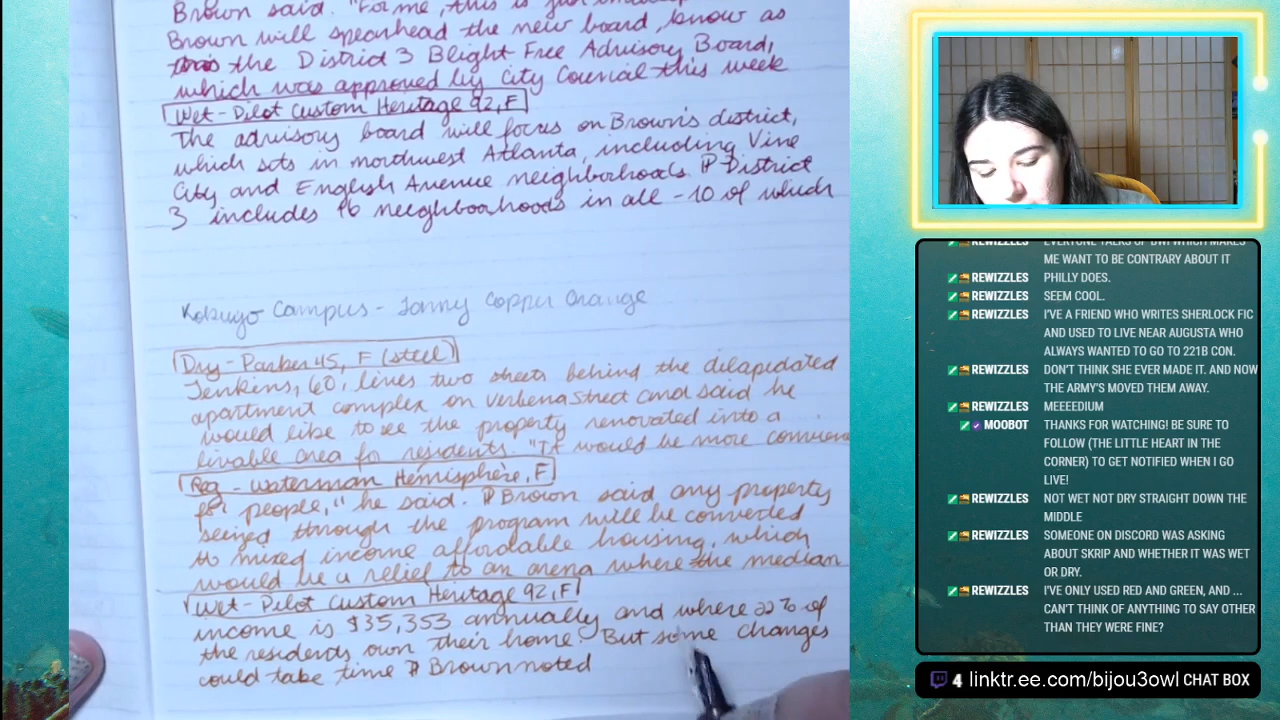 Brown said. "For me, this is just
Brown will spearhead the new board, know as
the District 3 Blight Free Advisory Board,
which was approved by City Council this week
Wet - Pilot Custom Heritage 92, F
The advisory board will focus on Brown's district,
which sits in northwest Atlanta, including Vine
City and English Avenue neighborhoods. ¶ District
3 includes 16 neighboorhoods in all - 10 of which
Kokuyo Campus - Tommy Copper Orange
Dry - Parker 45, F (steel)
Jenkins, 60, lives two streets behind the dilapidated
apartment complex on Verbena Street and said he
would like to see the property renovated into a
livable area for residents. "It would be more
Reg - Waterman Hémisphère, F
for people," he said. ¶ Brown said any property
seized through the program will be converted
to mixed income affordable housing, which
would be a relief to an area where the median
Wet - Pilot Custom Heritage 92, F
income is $35,353 annually and where 22% of
the residents own their home. But some changes
could take time ¶ Brown noted
EVERYONE TALKS OF DWI WHICH MAKES
ME WANT TO BE CONTRARY ABOUT IT
REWIZZLES PHILLY DOES.
REWIZZLES SEEM COOL.
REWIZZLES I'VE A FRIEND WHO WRITES SHERLOCK FIC
AND USED TO LIVE NEAR AUGUSTA WHO
ALWAYS WANTED TO GO TO 221B CON.
REWIZZLES DON'T THINK SHE EVER MADE IT. AND NOW
THE ARMY'S MOVED THEM AWAY.
REWIZZLES MEEEEDIUM
MOOBOT THANKS FOR WATCHING! BE SURE TO
FOLLOW (THE LITTLE HEART IN THE
CORNER) TO GET NOTIFIED WHEN I GO
LIVE!
REWIZZLES NOT WET NOT DRY STRAIGHT DOWN THE
MIDDLE
REWIZZLES SOMEONE ON DISCORD WAS ASKING
ABOUT SKRIP AND WHETHER IT WAS WET
OR DRY.
REWIZZLES I'VE ONLY USED RED AND GREEN, AND ...
CAN'T THINK OF ANYTHING TO SAY OTHER
THAN THEY WERE FINE?
4 linktr.ee.com/bijou3owl CHAT BOX